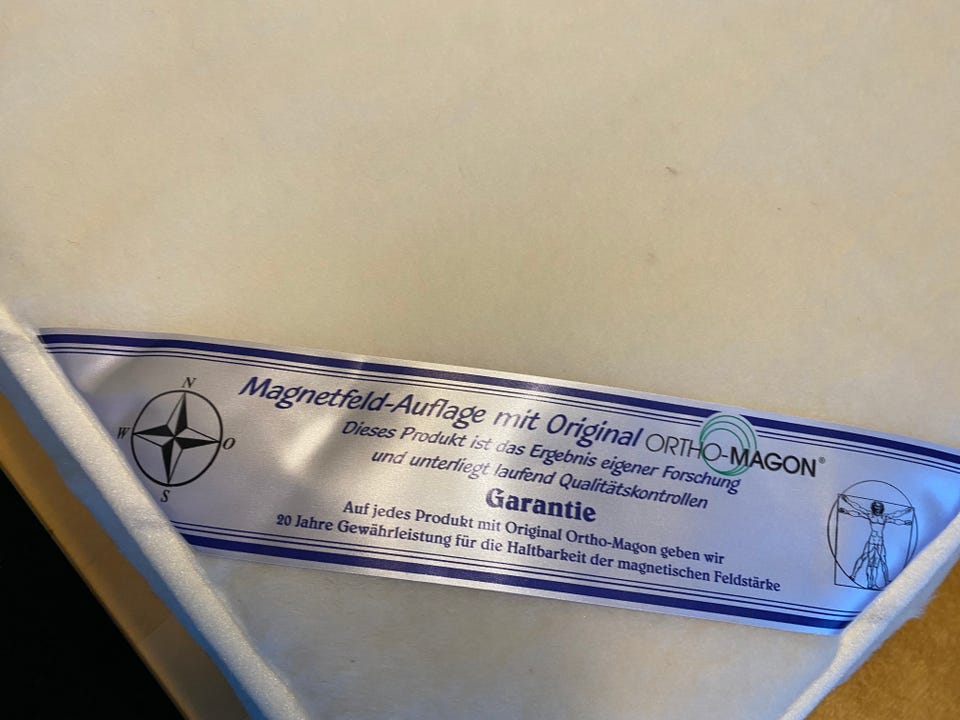 N
W
O
S
Magnetfeld-Auflage mit Original ORTHO-MAGON®
Dieses Produkt ist das Ergebnis eigener Forschung
und unterliegt laufend Qualitätskontrollen
Garantie
Auf jedes Produkt mit Original Ortho-Magon geben wir
20 Jahre Gewährleistung für die Haltbarkeit der magnetischen Feldstärke